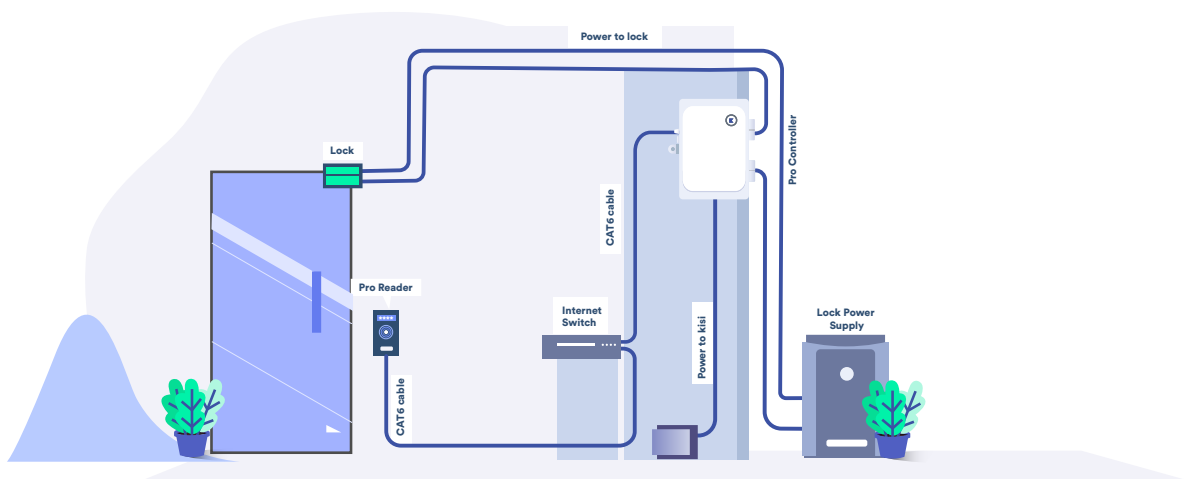 Power to lock
Lock
Pro Controller
CAT6 cable
Pro Reader
Internet
Switch
Lock Power
Supply
Power to kisi
CAT6 cable